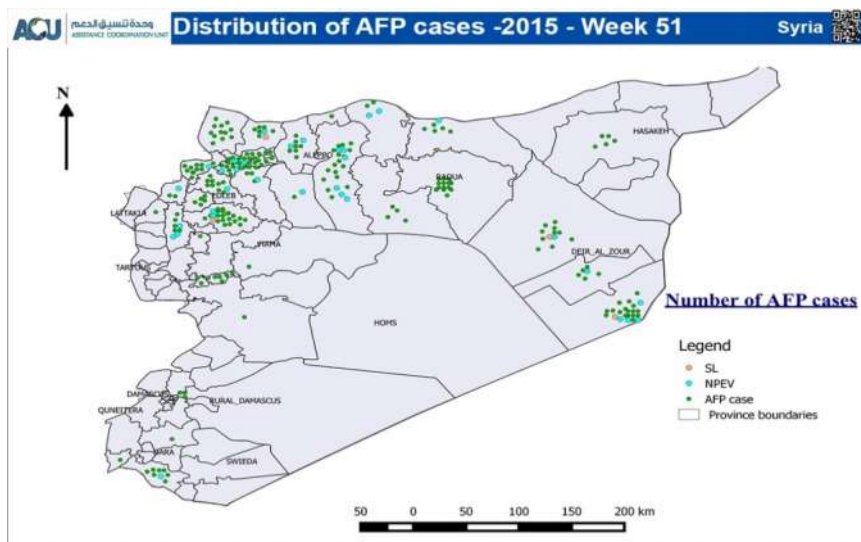 ACU
وحدة تنسيق الدعم
ASSISTANCE COORDINATION UNIT
Distribution of AFP cases -2015 - Week 51
Syria
N
HASAKEH
ALEPPO
RAQQA
IDLEB
LATTAKIA
HAMA
TARTOUS
DEIR_AL_ZOUR
HOMS
Number of AFP cases
Legend
SL
NPEV
AFP case
Province boundaries
DAMASCUS
RURAL_DAMASCUS
QUNEITERA
DARA
SWIEDA
50 0 50 100 150 200 km